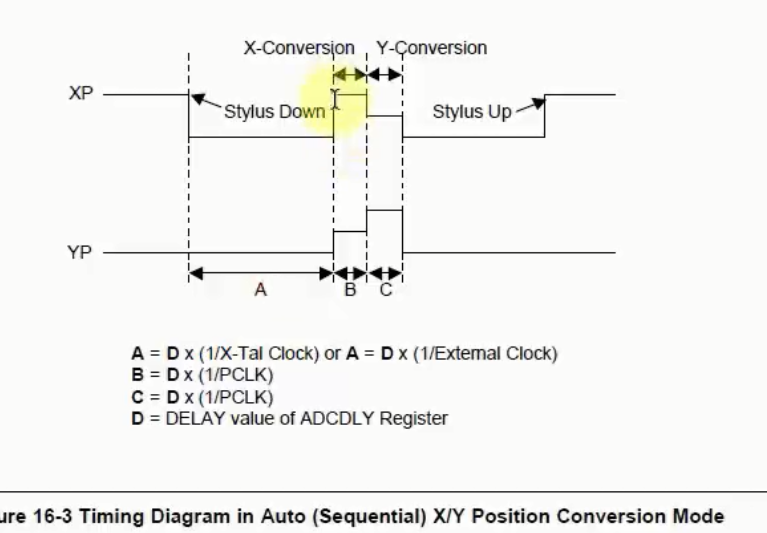 X-Conversion Y-Conversion
XP
Stylus Down
Stylus Up
YP
A
B
C
A = D x (1/X-Tal Clock) or A = D x (1/External Clock)
B = D x (1/PCLK)
C = D x (1/PCLK)
D = DELAY value of ADCDLY Register
ure 16-3 Timing Diagram in Auto (Sequential) X/Y Position Conversion Mode